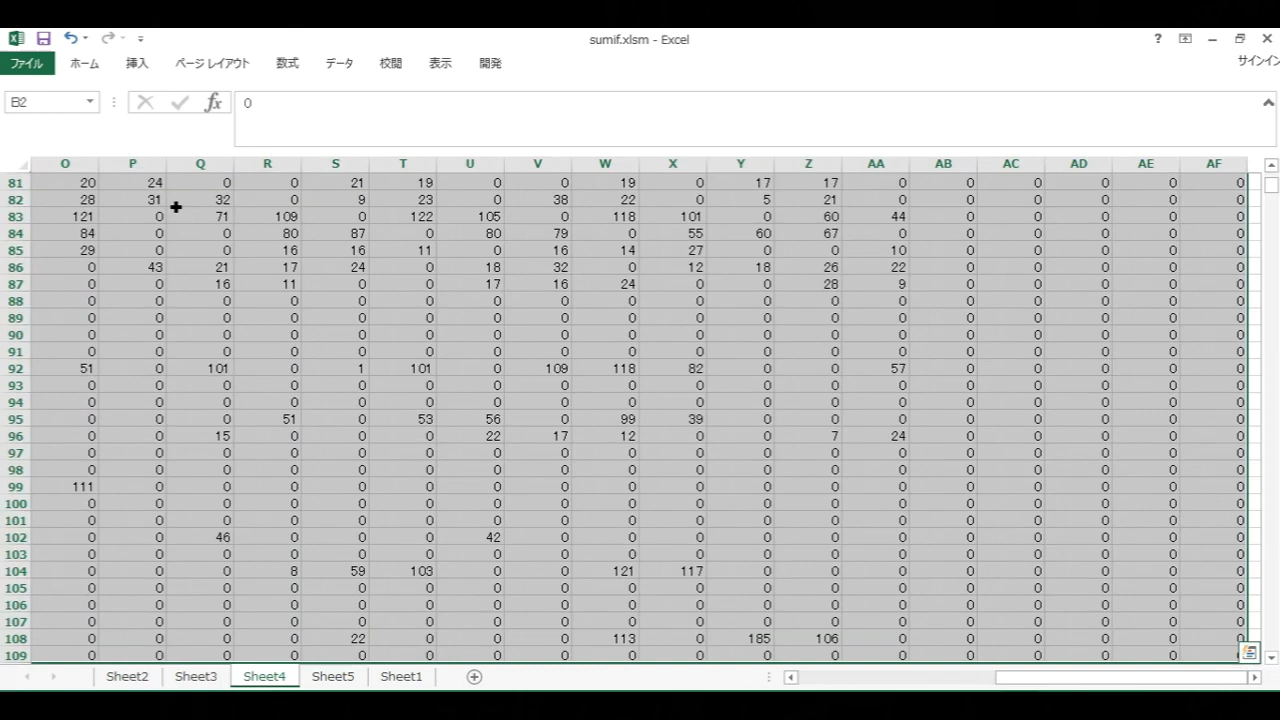 sumif.xlsm - Excel
?
ファイル ホーム 挿入 ページ レイアウト 数式 データ 校閲 表示 開発 サインイン
B2 fx 0
O P Q R S T U V W X Y Z AA AB AC AD AE AF
81 20 24 0 0 21 19 0 0 19 0 17 17 0 0 0 0 0 0
82 28 31 32 0 9 23 0 38 22 0 5 21 0 0 0 0 0 0
83 121 0 71 109 0 122 105 0 118 101 0 60 44 0 0 0 0 0
84 84 0 0 80 87 0 80 79 0 55 60 67 0 0 0 0 0 0
85 29 0 0 16 16 11 0 16 14 27 0 0 10 0 0 0 0 0
86 0 43 21 17 24 0 18 32 0 12 18 26 22 0 0 0 0 0
87 0 0 16 11 0 0 17 16 24 0 0 28 9 0 0 0 0 0
88 0 0 0 0 0 0 0 0 0 0 0 0 0 0 0 0 0 0
89 0 0 0 0 0 0 0 0 0 0 0 0 0 0 0 0 0 0
90 0 0 0 0 0 0 0 0 0 0 0 0 0 0 0 0 0 0
91 0 0 0 0 0 0 0 0 0 0 0 0 0 0 0 0 0 0
92 51 0 101 0 1 101 0 109 118 82 0 0 57 0 0 0 0 0
93 0 0 0 0 0 0 0 0 0 0 0 0 0 0 0 0 0 0
94 0 0 0 0 0 0 0 0 0 0 0 0 0 0 0 0 0 0
95 0 0 0 51 0 53 56 0 99 39 0 0 0 0 0 0 0 0
96 0 0 15 0 0 0 22 17 12 0 0 7 24 0 0 0 0 0
97 0 0 0 0 0 0 0 0 0 0 0 0 0 0 0 0 0 0
98 0 0 0 0 0 0 0 0 0 0 0 0 0 0 0 0 0 0
99 111 0 0 0 0 0 0 0 0 0 0 0 0 0 0 0 0 0
100 0 0 0 0 0 0 0 0 0 0 0 0 0 0 0 0 0 0
101 0 0 0 0 0 0 0 0 0 0 0 0 0 0 0 0 0 0
102 0 0 46 0 0 0 42 0 0 0 0 0 0 0 0 0 0 0
103 0 0 0 0 0 0 0 0 0 0 0 0 0 0 0 0 0 0
104 0 0 0 8 59 103 0 0 121 117 0 0 0 0 0 0 0 0
105 0 0 0 0 0 0 0 0 0 0 0 0 0 0 0 0 0 0
106 0 0 0 0 0 0 0 0 0 0 0 0 0 0 0 0 0 0
107 0 0 0 0 0 0 0 0 0 0 0 0 0 0 0 0 0 0
108 0 0 0 0 22 0 0 0 113 0 185 106 0 0 0 0 0 0
109 0 0 0 0 0 0 0 0 0 0 0 0 0 0 0 0 0 0
Sheet2 Sheet3 Sheet4 Sheet5 Sheet1